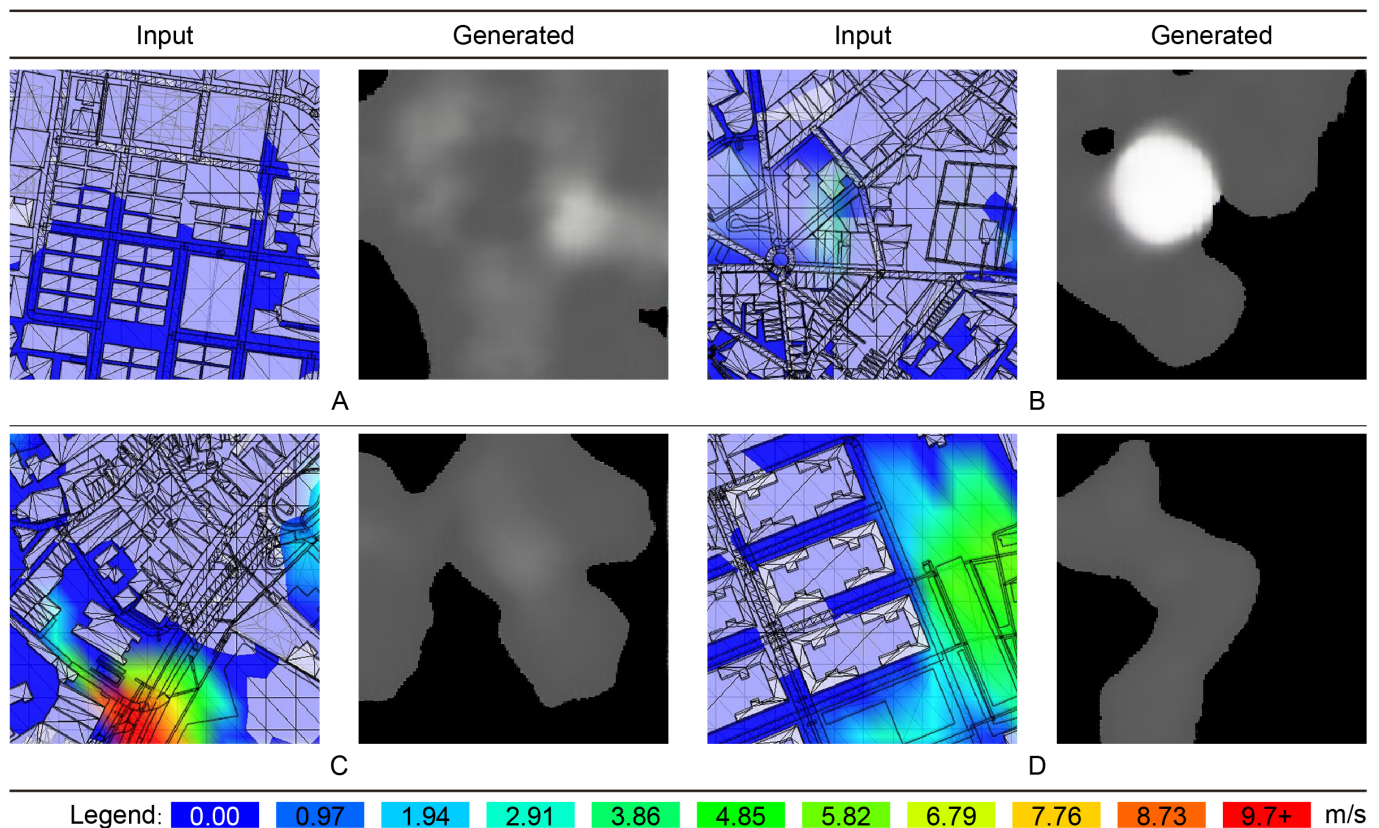 Input Generated Input Generated
A B
C D
Legend: 0.00 0.97 1.94 2.91 3.86 4.85 5.82 6.79 7.76 8.73 9.7+ m/s